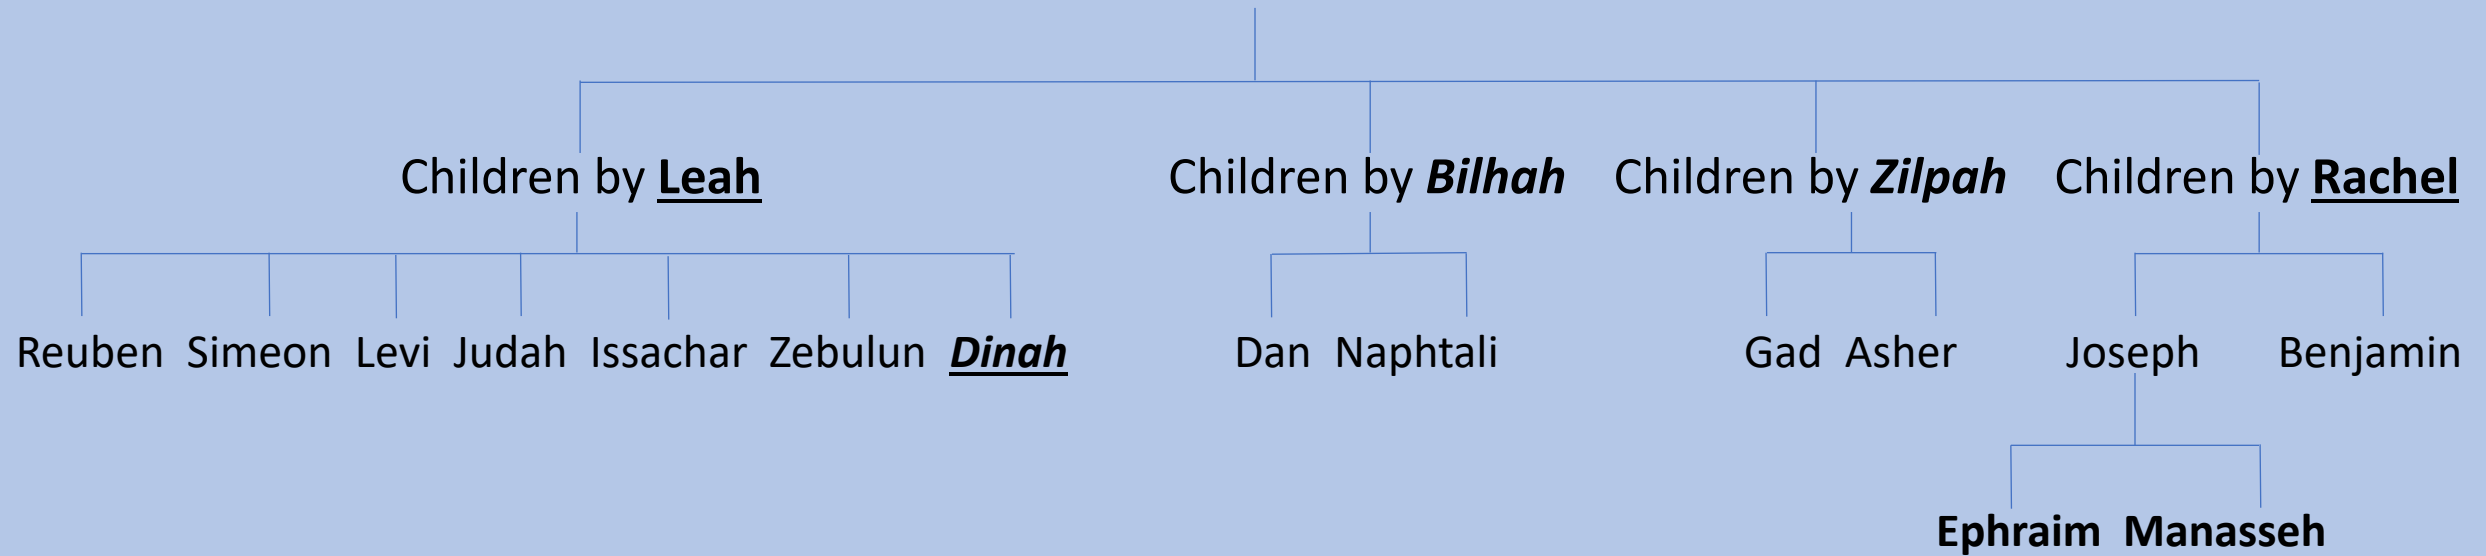 Children by Leah Children by Bilhah Children by Zilpah Children by Rachel
Reuben Simeon Levi Judah Issachar Zebulun Dinah Dan Naphtali Gad Asher Joseph Benjamin
Ephraim Manasseh